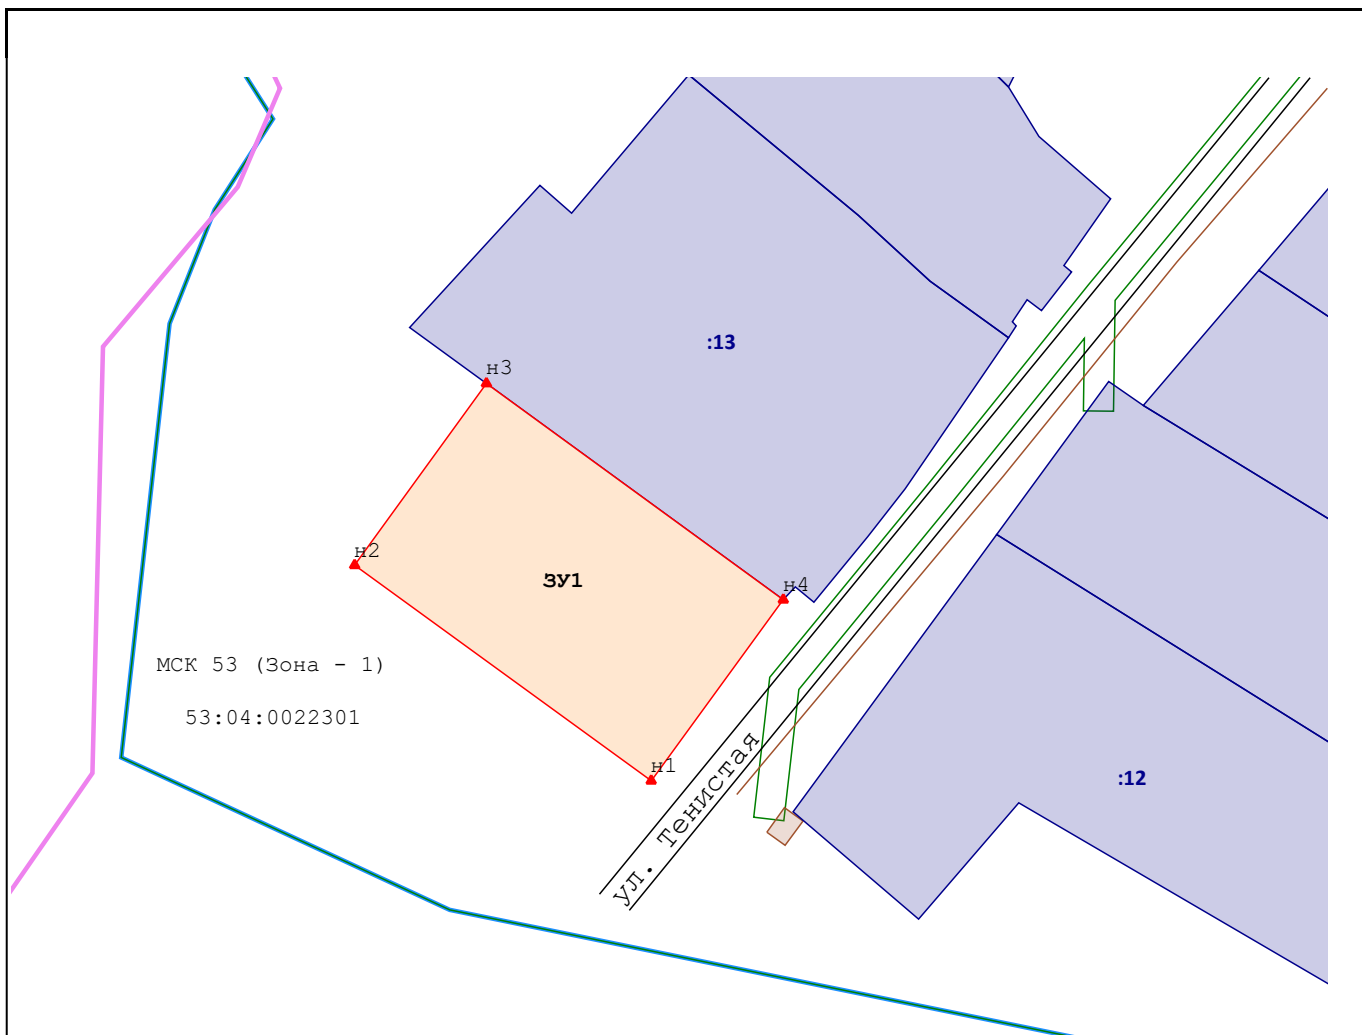 :13
н3
н2
ЗУ1
н4
МСК 53 (Зона - 1)
53:04:0022301
н1
ул. Тенистая
:12